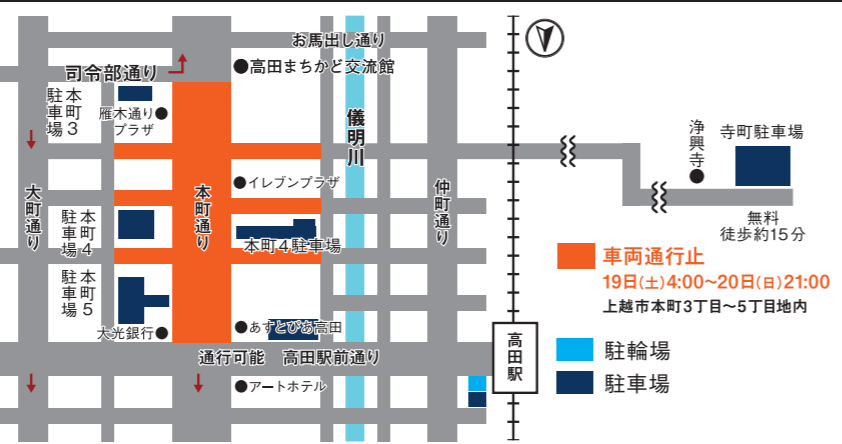 お馬出し通り
司令部通り
●高田まちかど交流館
本町
駐車場3
雁木通り●
プラザ
儀明川
浄興寺
寺町駐車場
●イレブンプラザ
大町通り
本町通り
仲町通り
本町
駐車場4
本町4駐車場
無料
徒歩約15分
車両通行止
19日(土)4:00〜20日(日)21:00
上越市本町3丁目〜5丁目地内
本町
駐車場5
大光銀行●
●あすとぴあ高田
高田駅
駐輪場
通行可能 高田駅前通り
●アートホテル
駐車場